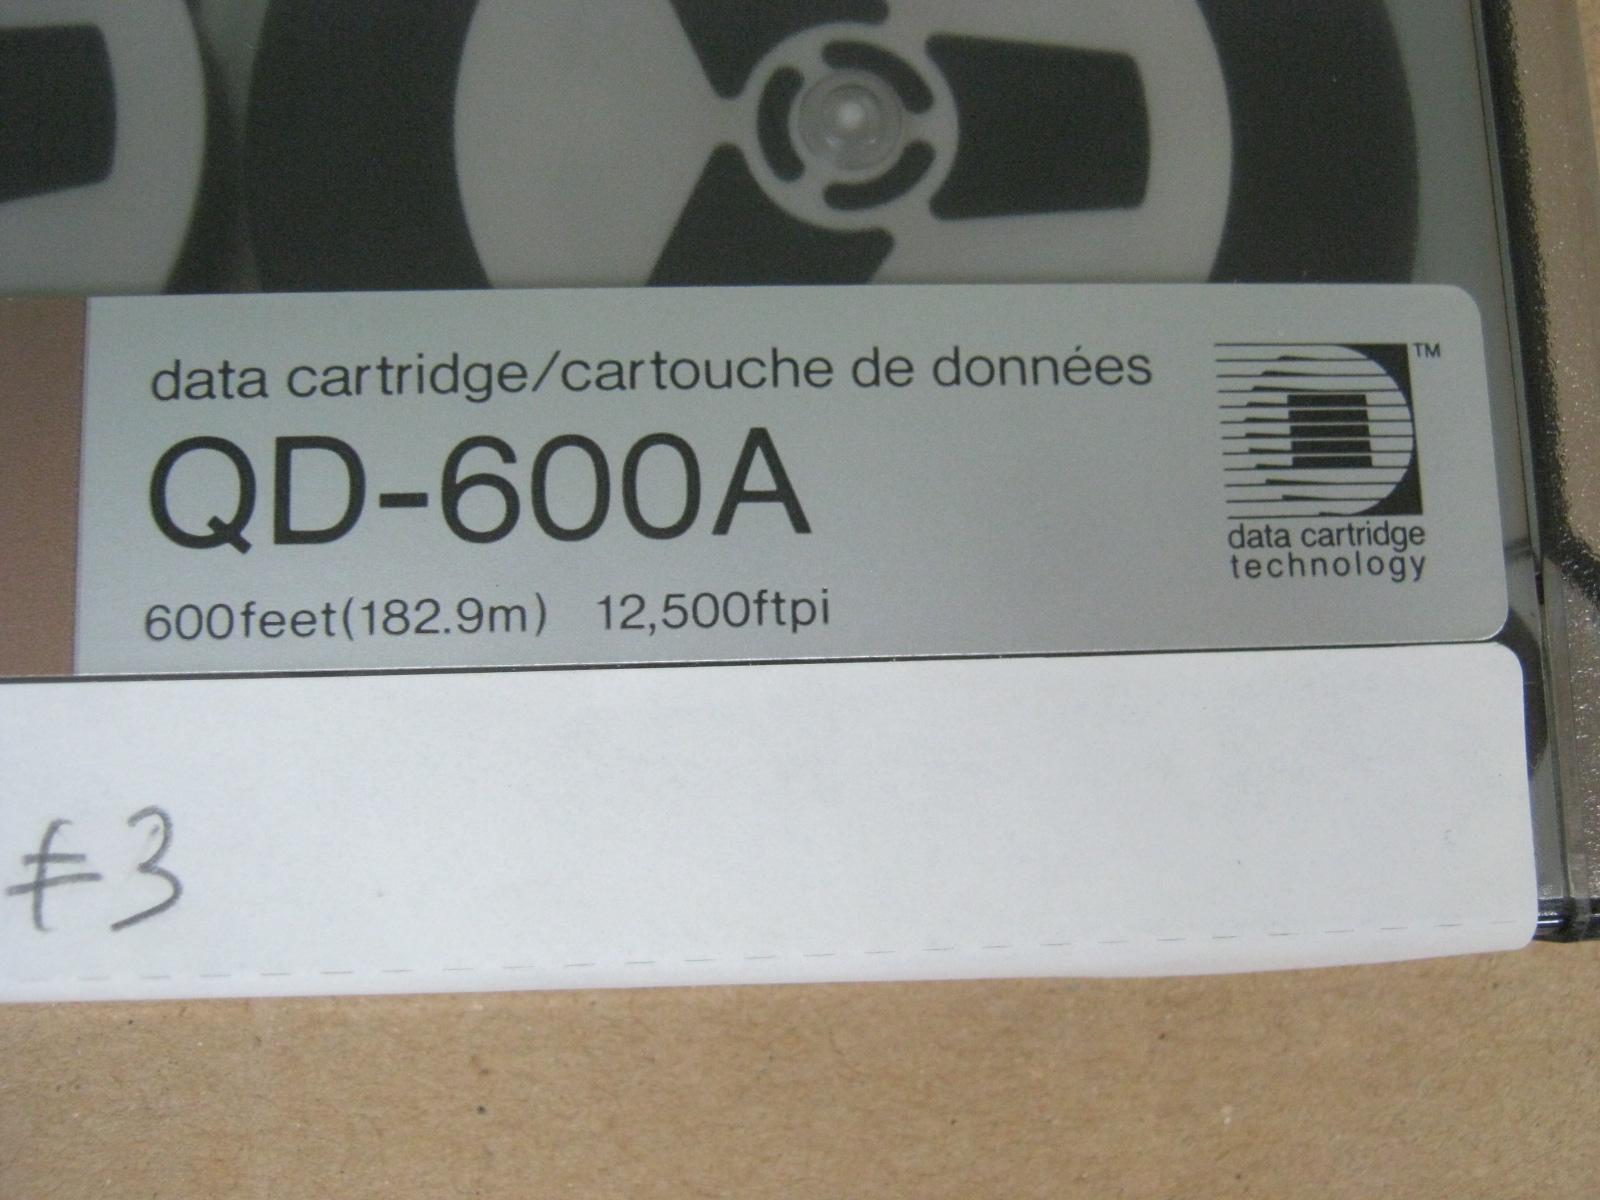 data cartridge/cartouche de données
QD-600A
600feet(182.9m) 12,500ftpi
TM
data cartridge
technology
#3